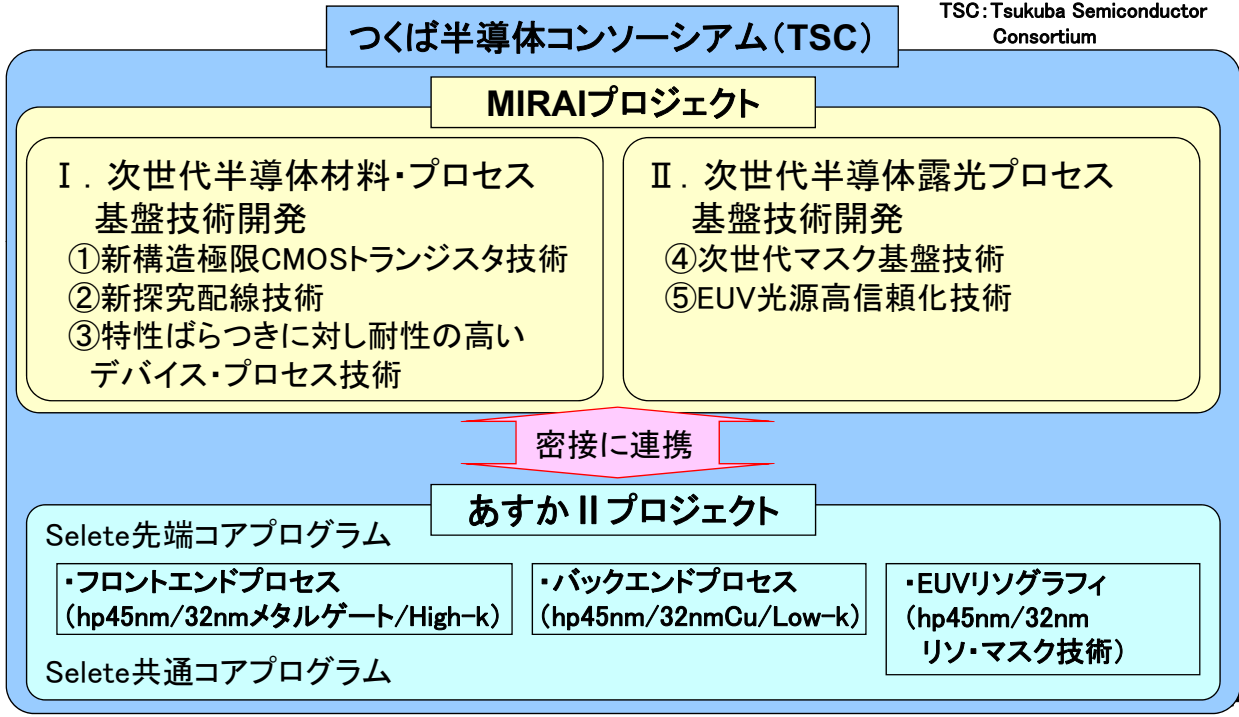 TSC:Tsukuba Semiconductor
Consortium
つくば半導体コンソーシアム(TSC)
MIRAIプロジェクト
Ⅰ.次世代半導体材料・プロセス
基盤技術開発
①新構造極限CMOSトランジスタ技術
②新探究配線技術
③特性ばらつきに対し耐性の高い
デバイス・プロセス技術
Ⅱ.次世代半導体露光プロセス
基盤技術開発
④次世代マスク基盤技術
⑤EUV光源高信頼化技術
密接に連携
あすかⅡプロジェクト
Selete先端コアプログラム
・フロントエンドプロセス
(hp45nm/32nmメタルゲート/High-k)
・バックエンドプロセス
(hp45nm/32nmCu/Low-k)
・EUVリソグラフィ
(hp45nm/32nm
リソ・マスク技術)
Selete共通コアプログラム